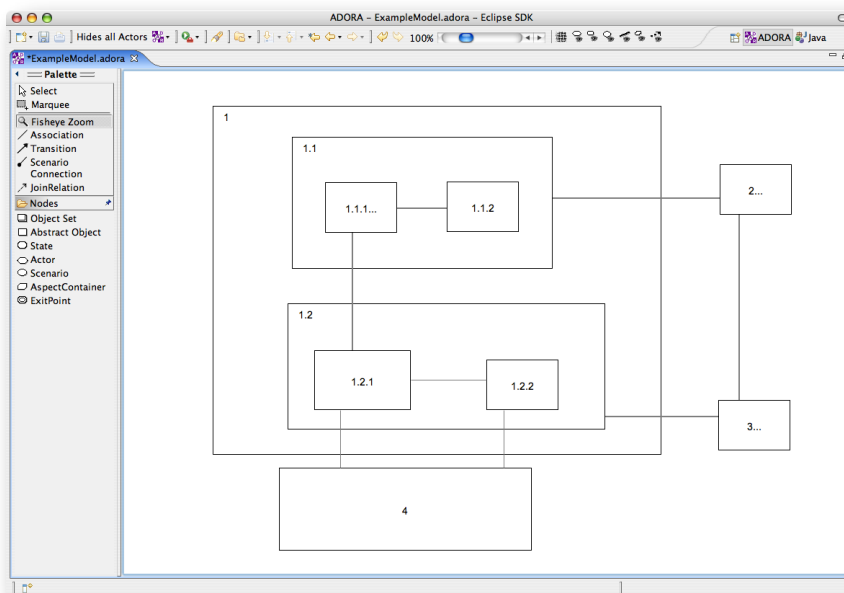 ADORA – ExampleModel.adora – Eclipse SDK
Hides all Actors 100% ADORA Java
*ExampleModel.adora
Palette
Select
Marquee
Fisheye Zoom
Association
Transition
Scenario
Connection
JoinRelation
Nodes
Object Set
Abstract Object
State
Actor
Scenario
AspectContainer
ExitPoint
1
1.1
1.1.1...
1.1.2
2...
1.2
1.2.1
1.2.2
3...
4